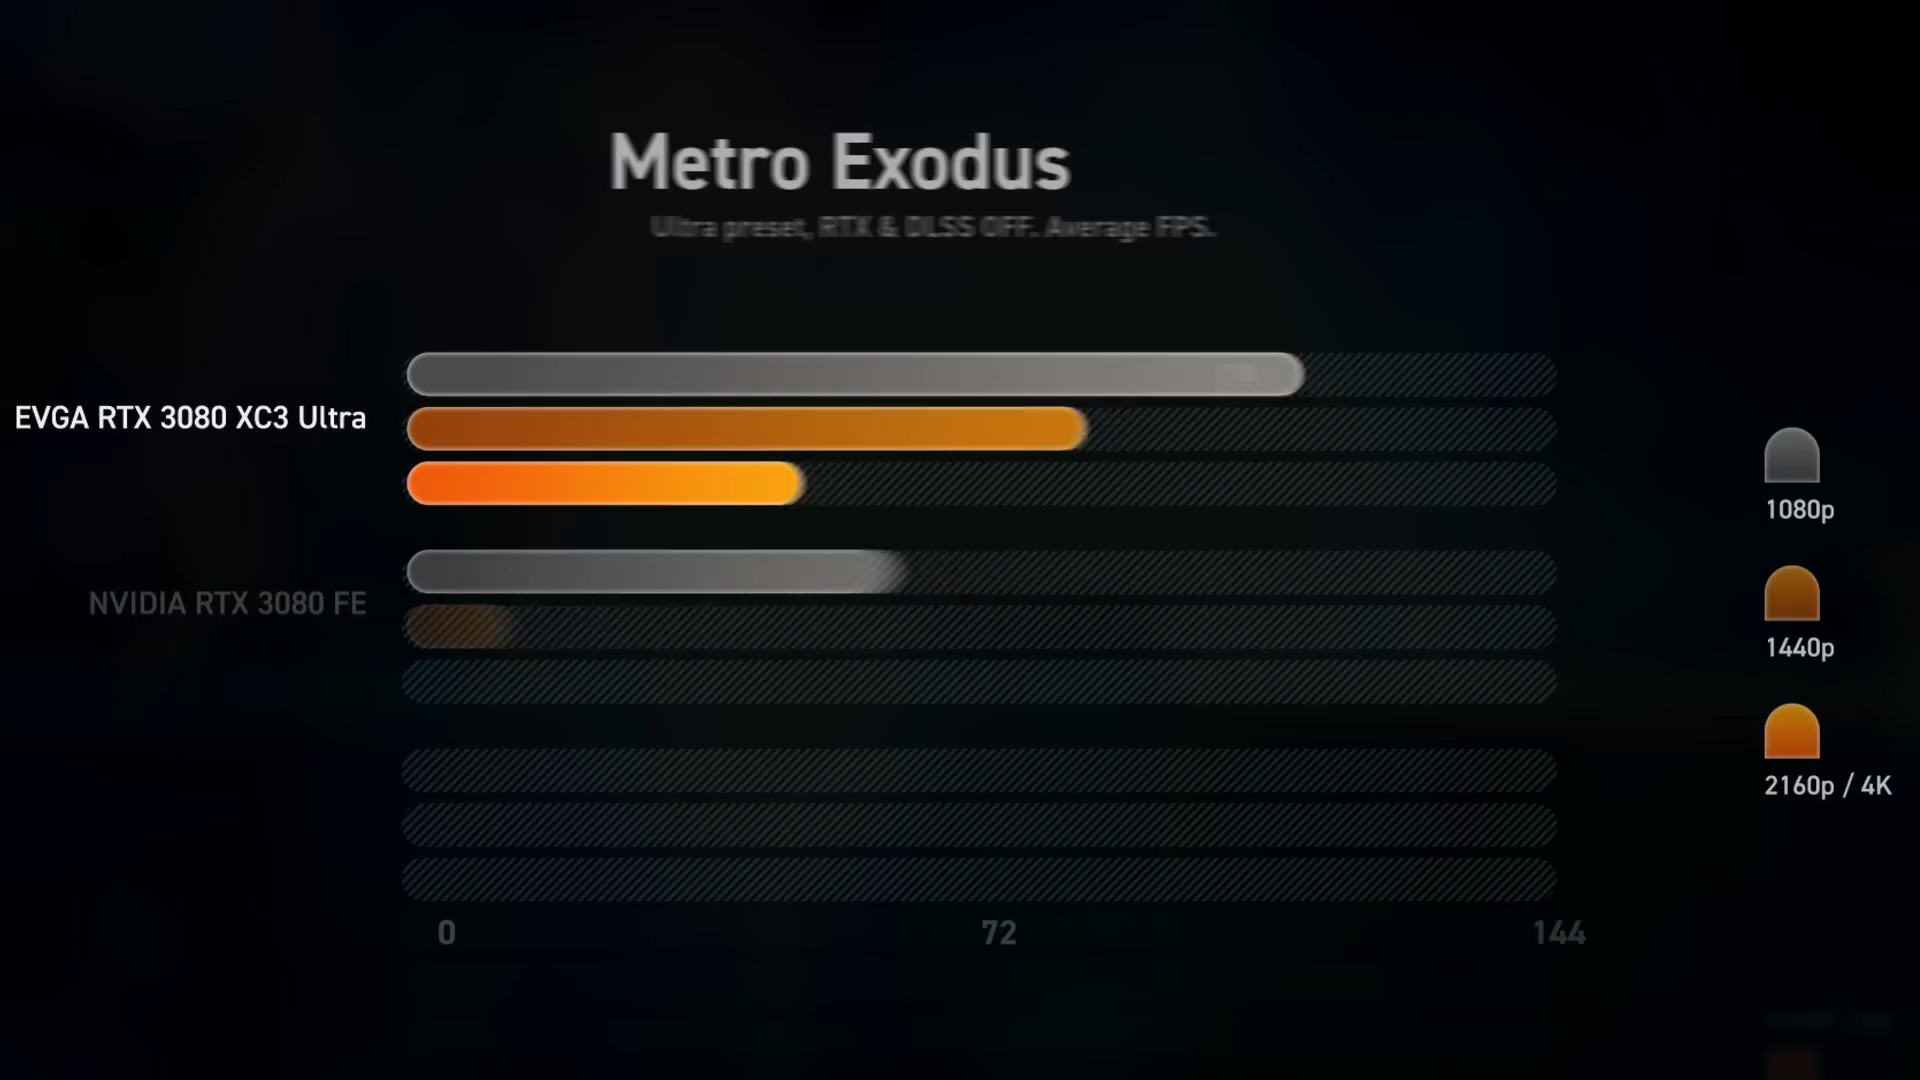 Metro Exodus
Ultra preset, RTX & DLSS OFF. Average FPS.
EVGA RTX 3080 XC3 Ultra
NVIDIA RTX 3080 FE
1080p
1440p
2160p / 4K
0 72 144